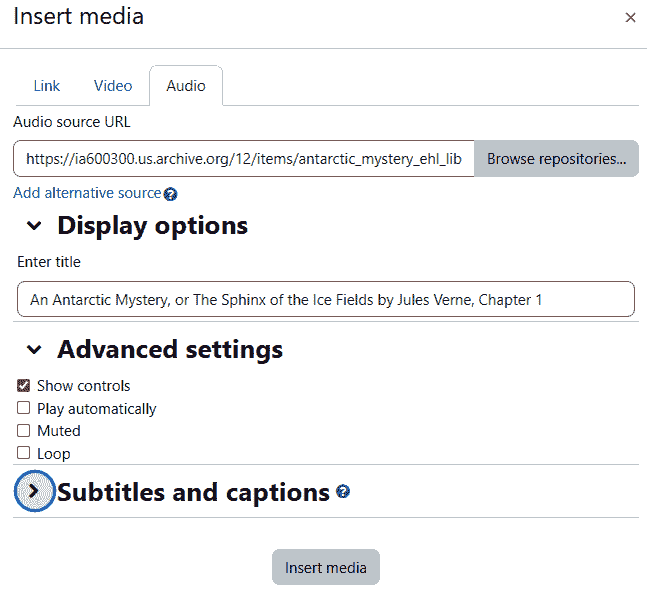 Insert media
Link Video Audio
Audio source URL
https://ia600300.us.archive.org/12/items/antarctic_mystery_ehl_lib Browse repositories...
Add alternative source
Display options
Enter title
An Antarctic Mystery, or The Sphinx of the Ice Fields by Jules Verne, Chapter 1
Advanced settings
Show controls
Play automatically
Muted
Loop
Subtitles and captions
Insert media